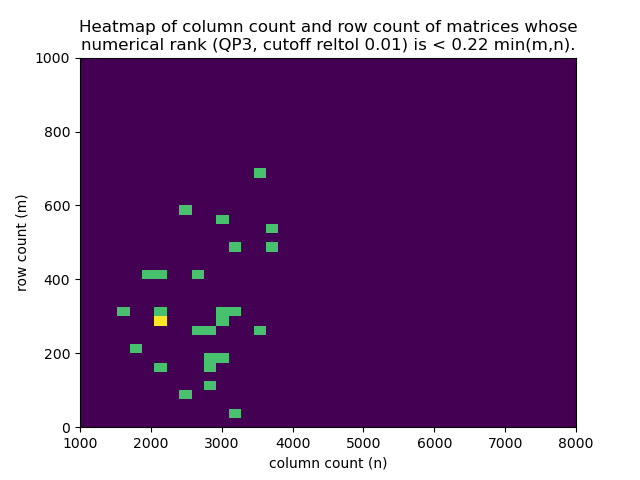 Heatmap of column count and row count of matrices whose
numerical rank (QP3, cutoff reltol 0.01) is < 0.22 min(m,n).
1000
800
600
400
200
0
row count (m)
1000 2000 3000 4000 5000 6000 7000 8000
column count (n)